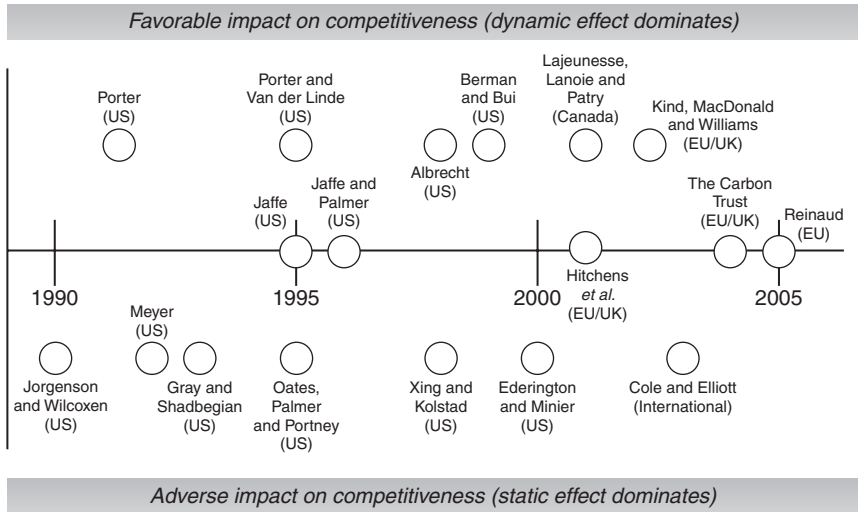 Favorable impact on competitiveness (dynamic effect dominates)
Porter
(US)
Porter and
Van der Linde
(US)
Albrecht
(US)
Berman
and Bui
(US)
Lajeunesse,
Lanoie and
Patry
(Canada)
Kind, MacDonald
and Williams
(EU/UK)
Jaffe
(US)
Jaffe and
Palmer
(US)
Hitchens
et al.
(EU/UK)
The Carbon
Trust
(EU/UK)
Reinaud
(EU)
1990
1995
2000
2005
Jorgenson
and Wilcoxen
(US)
Meyer
(US)
Gray and
Shadbegian
(US)
Oates,
Palmer
and Portney
(US)
Xing and
Kolstad
(US)
Ederington
and Minier
(US)
Cole and Elliott
(International)
Adverse impact on competitiveness (static effect dominates)